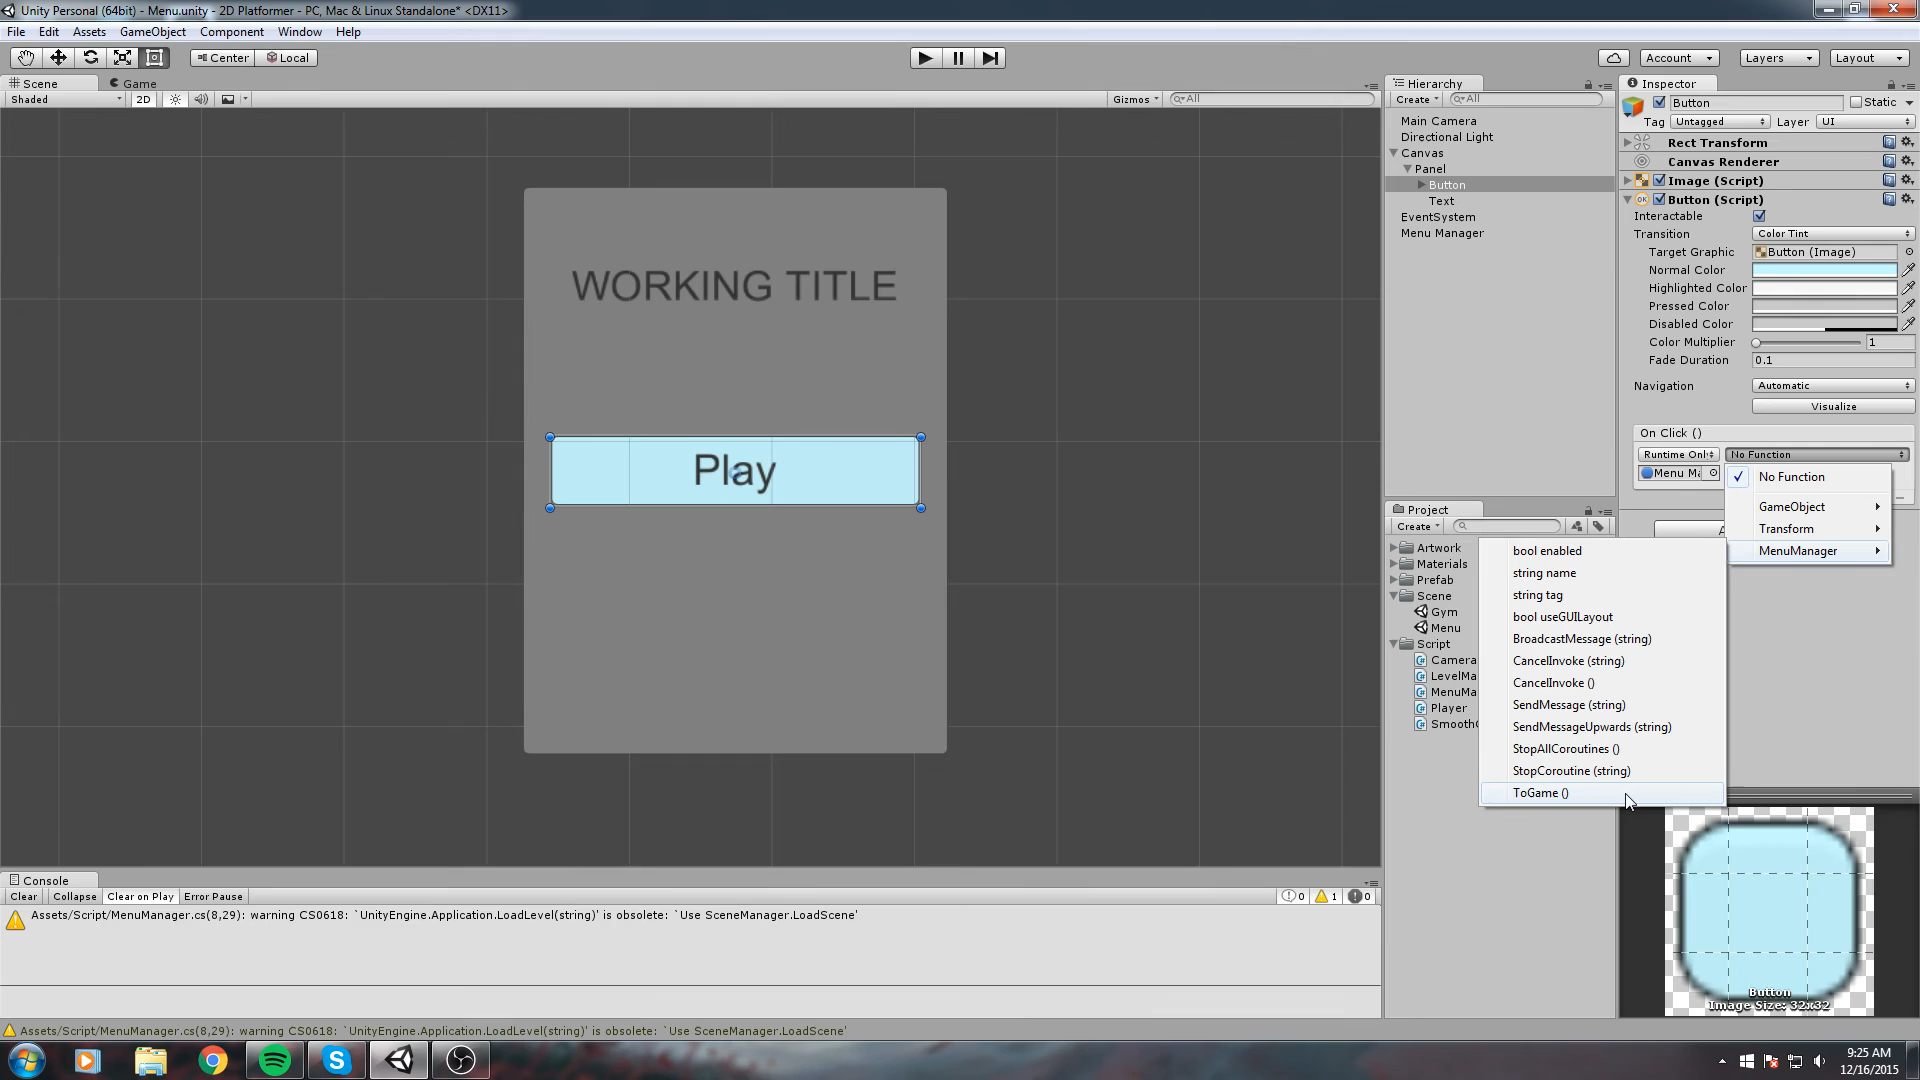 Unity Personal (64bit) - Menu.unity - 2D Platformer - PC, Mac & Linux Standalone* <DX11>
File Edit Assets GameObject Component Window Help
Center Local
Account Layers Layout
Scene Game
Shaded 2D Gizmos All
WORKING TITLE
Play
Hierarchy
Create All
Main Camera
Directional Light
Canvas
Panel
Button
Text
EventSystem
Menu Manager
Project
Create
Artwork
Materials
Prefab
Scene
Gym
Menu
Script
Camera
LevelMa
MenuMa
Player
Smooth
Inspector
Button Static
Tag Untagged Layer UI
Rect Transform
Canvas Renderer
Image (Script)
Button (Script)
Interactable
Transition Color Tint
Target Graphic Button (Image)
Normal Color
Highlighted Color
Pressed Color
Disabled Color
Color Multiplier 1
Fade Duration 0.1
Navigation Automatic
Visualize
On Click ()
Runtime Onl No Function
Menu Ma
No Function
GameObject
Transform
MenuManager
bool enabled
string name
string tag
bool useGUILayout
BroadcastMessage (string)
CancelInvoke (string)
CancelInvoke ()
SendMessage (string)
SendMessageUpwards (string)
StopAllCoroutines ()
StopCoroutine (string)
ToGame ()
Button
Image Size: 32x32
Console
Clear Collapse Clear on Play Error Pause 0 1 0
Assets/Script/MenuManager.cs(8,29): warning CS0618: `UnityEngine.Application.LoadLevel(string)' is obsolete: `Use SceneManager.LoadScene'
Assets/Script/MenuManager.cs(8,29): warning CS0618: `UnityEngine.Application.LoadLevel(string)' is obsolete: `Use SceneManager.LoadScene'
9:25 AM
12/16/2015